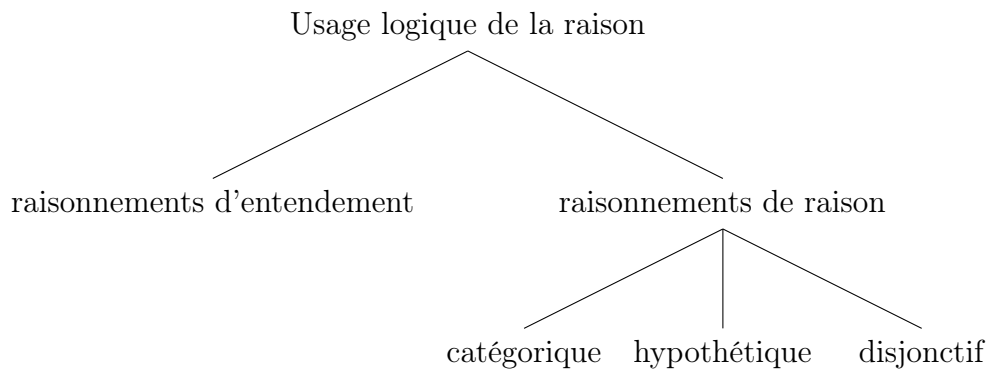 Usage logique de la raison
raisonnements d'entendement raisonnements de raison
catégorique hypothétique disjonctif